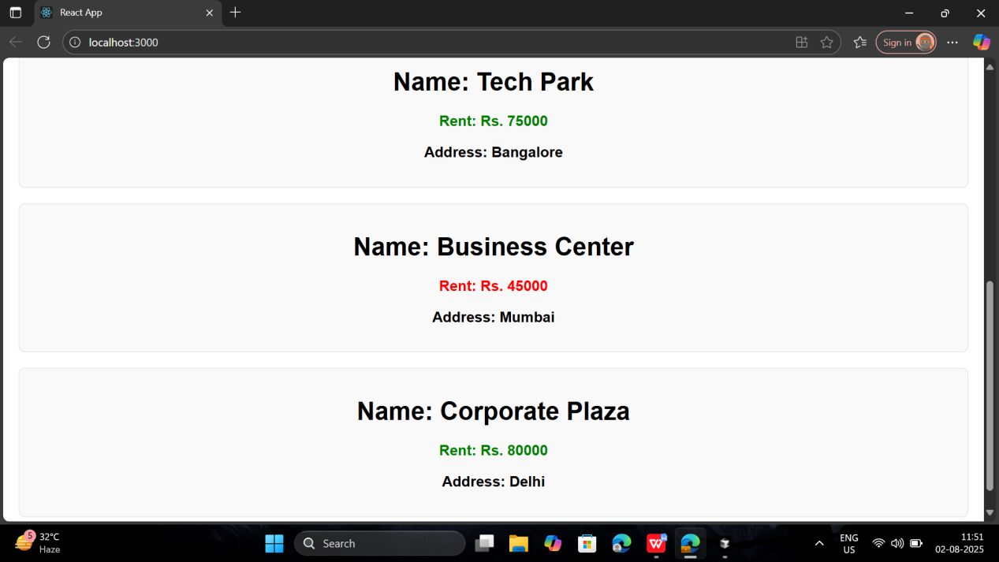 React App
localhost:3000
Sign in
Name: Tech Park
Rent: Rs. 75000
Address: Bangalore
Name: Business Center
Rent: Rs. 45000
Address: Mumbai
Name: Corporate Plaza
Rent: Rs. 80000
Address: Delhi
5
32°C
Haze
Search
W
ENG
US
11:51
02-08-2025